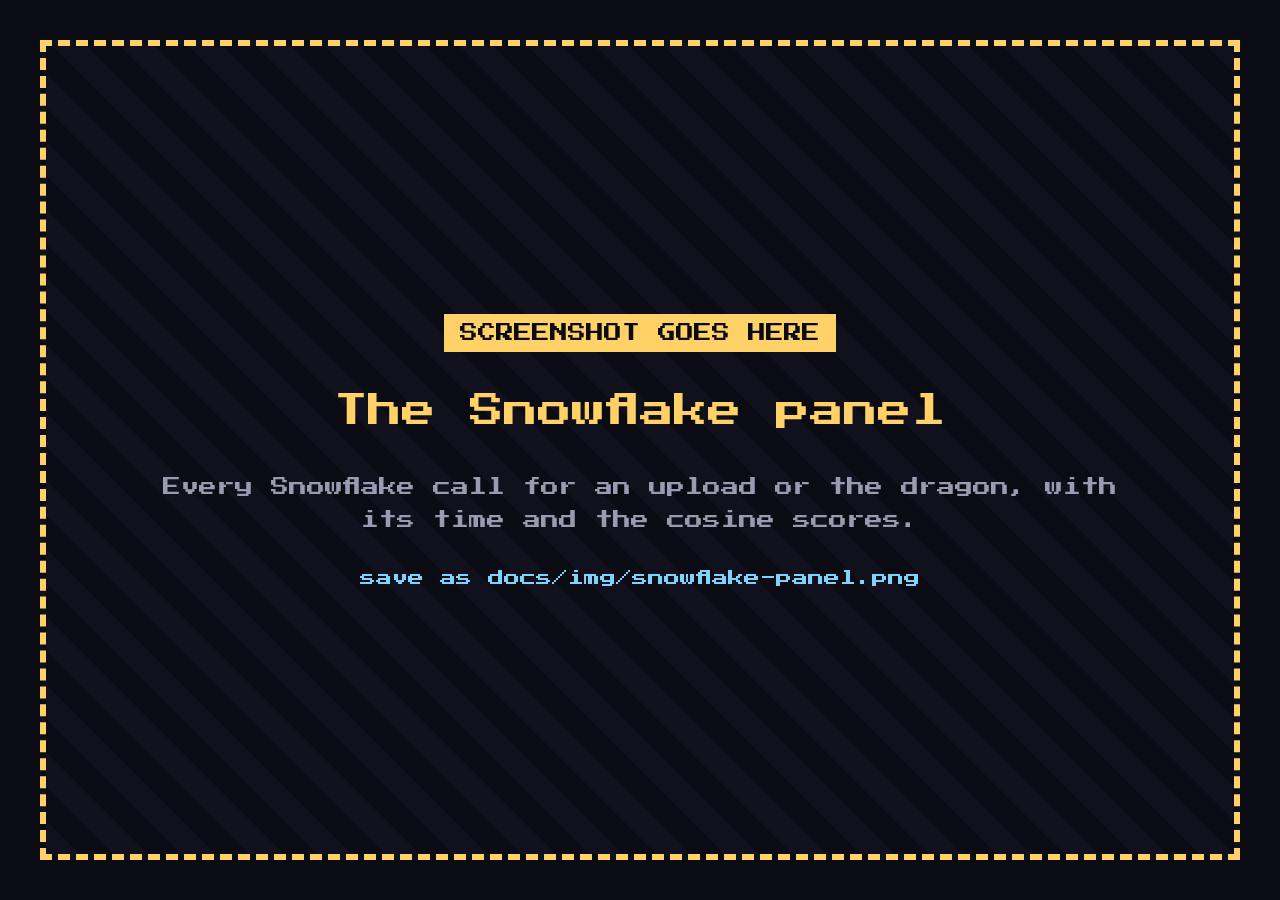 SCREENSHOT GOES HERE
The Snowflake panel
Every Snowflake call for an upload or the dragon, with
its time and the cosine scores.
save as docs/img/snowflake-panel.png